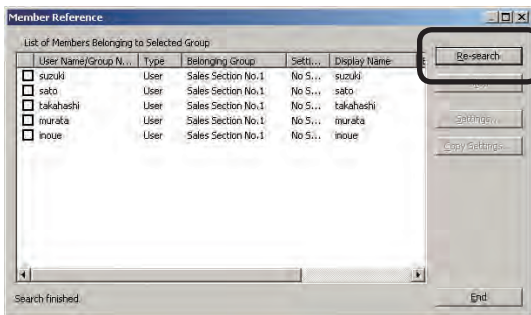 Member Reference
List of Members Belonging to Selected Group
User Name/Group N... Type Belonging Group Setti... Display Name
suzuki User Sales Section No.1 No S... suzuki
sato User Sales Section No.1 No S... sato
takahashi User Sales Section No.1 No S... takahashi
murata User Sales Section No.1 No S... murata
inoue User Sales Section No.1 No S... inoue
Re-search
Settings...
Copy Settings...
Search finished.
End